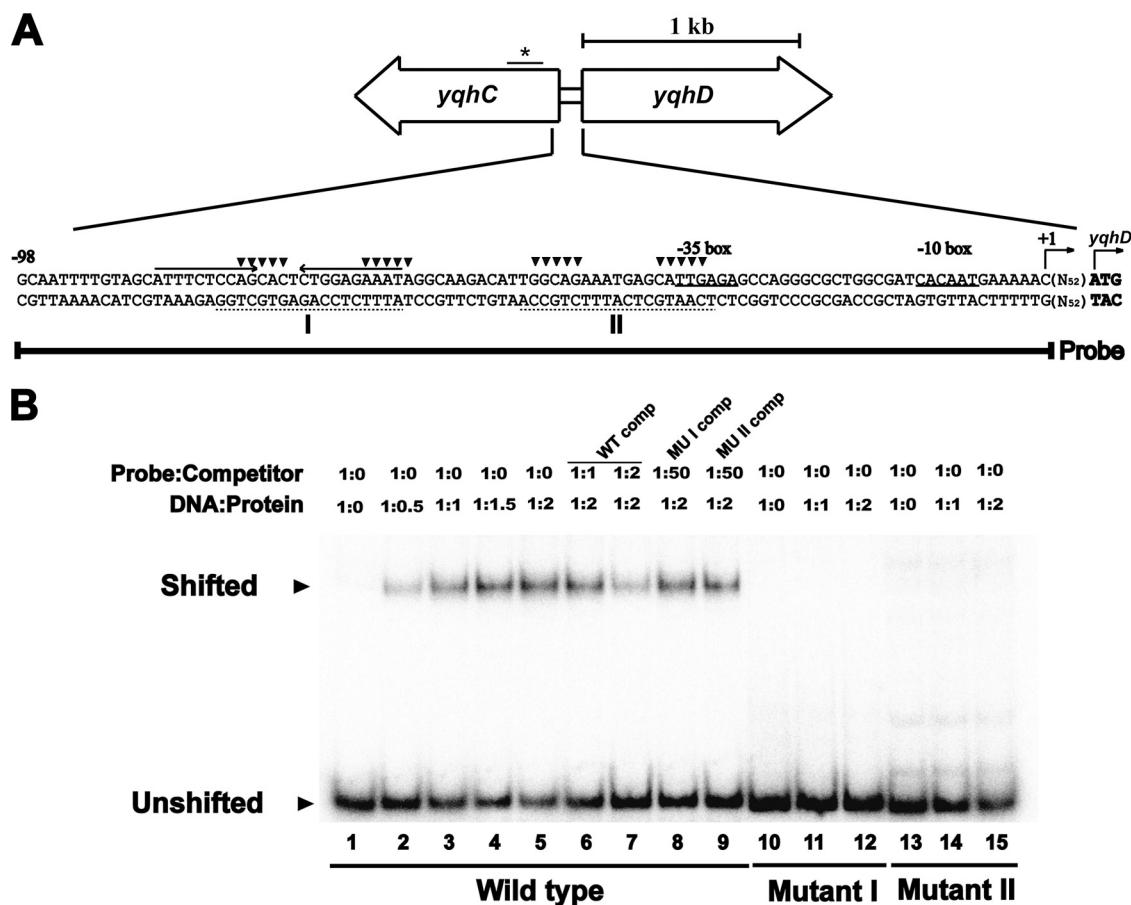 A
1 kb
*
yqhC
yqhD
-98
-35 box
-10 box
+1
yqhD
GCAATTTTGTAGCATTTCTCCAGCACTCTGGAGAAATAGGCAAGACATTGGCAGAAATGAGCATTGAGAGCCAGGGCGCTGGCGATCACAATGAAAAAC(N52) ATG
CGTTAAAACATCGTAAAGAGGTCGTGAGACCTCTTTATCCGTTCTGTAACCGTCTTTACTCGTAACTCTCGGTCCCGCGACCGCTAGTGTTACTTTTTG(N52) TAC
I
II
Probe
B
WT comp
MU I comp
MU II comp
Probe:Competitor 1:0 1:0 1:0 1:0 1:0 1:1 1:2 1:50 1:50 1:0 1:0 1:0 1:0 1:0 1:0
DNA:Protein 1:0 1:0.5 1:1 1:1.5 1:2 1:2 1:2 1:2 1:2 1:0 1:1 1:2 1:0 1:1 1:2
Shifted
Unshifted
1 2 3 4 5 6 7 8 9 10 11 12 13 14 15
Wild type
Mutant I
Mutant II